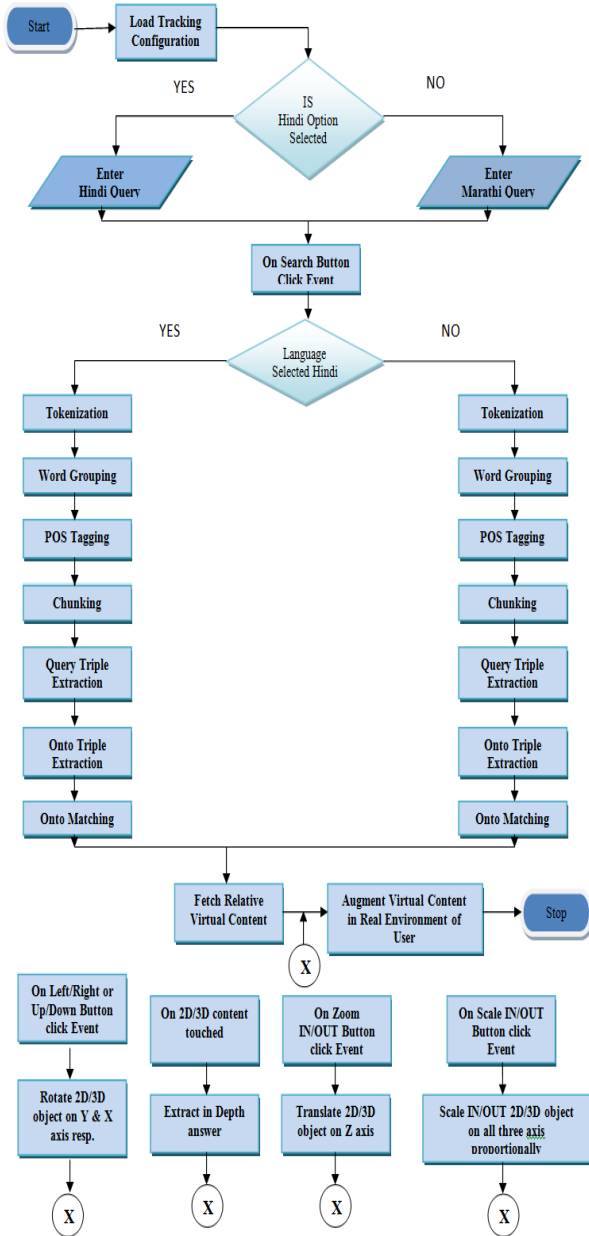 Start
Load Tracking
Configuration
YES
NO
IS
Hindi Option
Selected
Enter
Hindi Query
Enter
Marathi Query
On Search Button
Click Event
YES
NO
Language
Selected Hindi
Tokenization
Tokenization
Word Grouping
Word Grouping
POS Tagging
POS Tagging
Chunking
Chunking
Query Triple
Extraction
Query Triple
Extraction
Onto Triple
Extraction
Onto Triple
Extraction
Onto Matching
Onto Matching
Fetch Relative
Virtual Content
Augment Virtual Content
in Real Environment of
User
Stop
X
On Left/Right or
Up/Down Button
click Event
On 2D/3D content
touched
On Zoom
IN/OUT Button
click Event
On Scale IN/OUT
Button click
Event
Rotate 2D/3D
object on Y & X
axis resp.
Extract in Depth
answer
Translate 2D/3D
object on Z axis
Scale IN/OUT 2D/3D object
on all three axis
proportionally
X
X
X
X